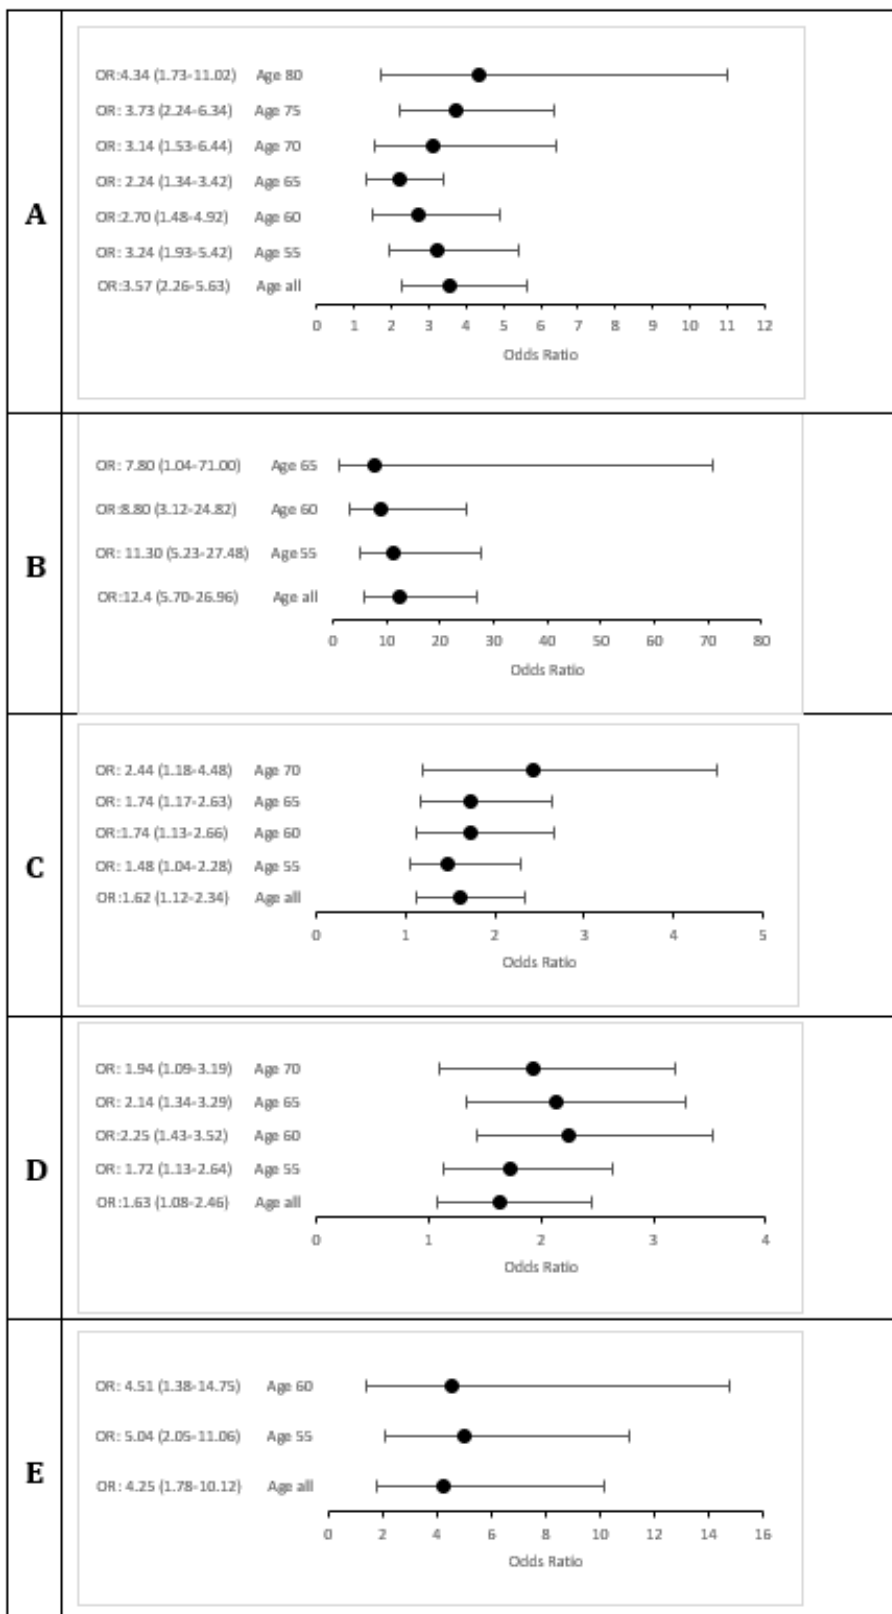 A
OR:4.34 (1.73-11.02) Age 80
OR: 3.73 (2.24-6.34) Age 75
OR: 3.14 (1.53-6.44) Age 70
OR: 2.24 (1.34-3.42) Age 65
OR:2.70 (1.48-4.92) Age 60
OR: 3.24 (1.93-5.42) Age 55
OR:3.57 (2.26-5.63) Age all
0 1 2 3 4 5 6 7 8 9 10 11 12
Odds Ratio
B
OR: 7.80 (1.04-71.00) Age 65
OR:8.80 (3.12-24.82) Age 60
OR: 11.30 (5.23-27.48) Age 55
OR:12.4 (5.70-26.96) Age all
0 10 20 30 40 50 60 70 80
Odds Ratio
C
OR: 2.44 (1.18-4.48) Age 70
OR: 1.74 (1.17-2.63) Age 65
OR:1.74 (1.13-2.66) Age 60
OR: 1.48 (1.04-2.28) Age 55
OR:1.62 (1.12-2.34) Age all
0 1 2 3 4 5
Odds Ratio
D
OR: 1.94 (1.09-3.19) Age 70
OR: 2.14 (1.34-3.29) Age 65
OR:2.25 (1.43-3.52) Age 60
OR: 1.72 (1.13-2.64) Age 55
OR:1.63 (1.08-2.46) Age all
0 1 2 3 4
Odds Ratio
E
OR: 4.51 (1.38-14.75) Age 60
OR: 5.04 (2.05-11.06) Age 55
OR: 4.25 (1.78-10.12) Age all
0 2 4 6 8 10 12 14 16
Odds Ratio